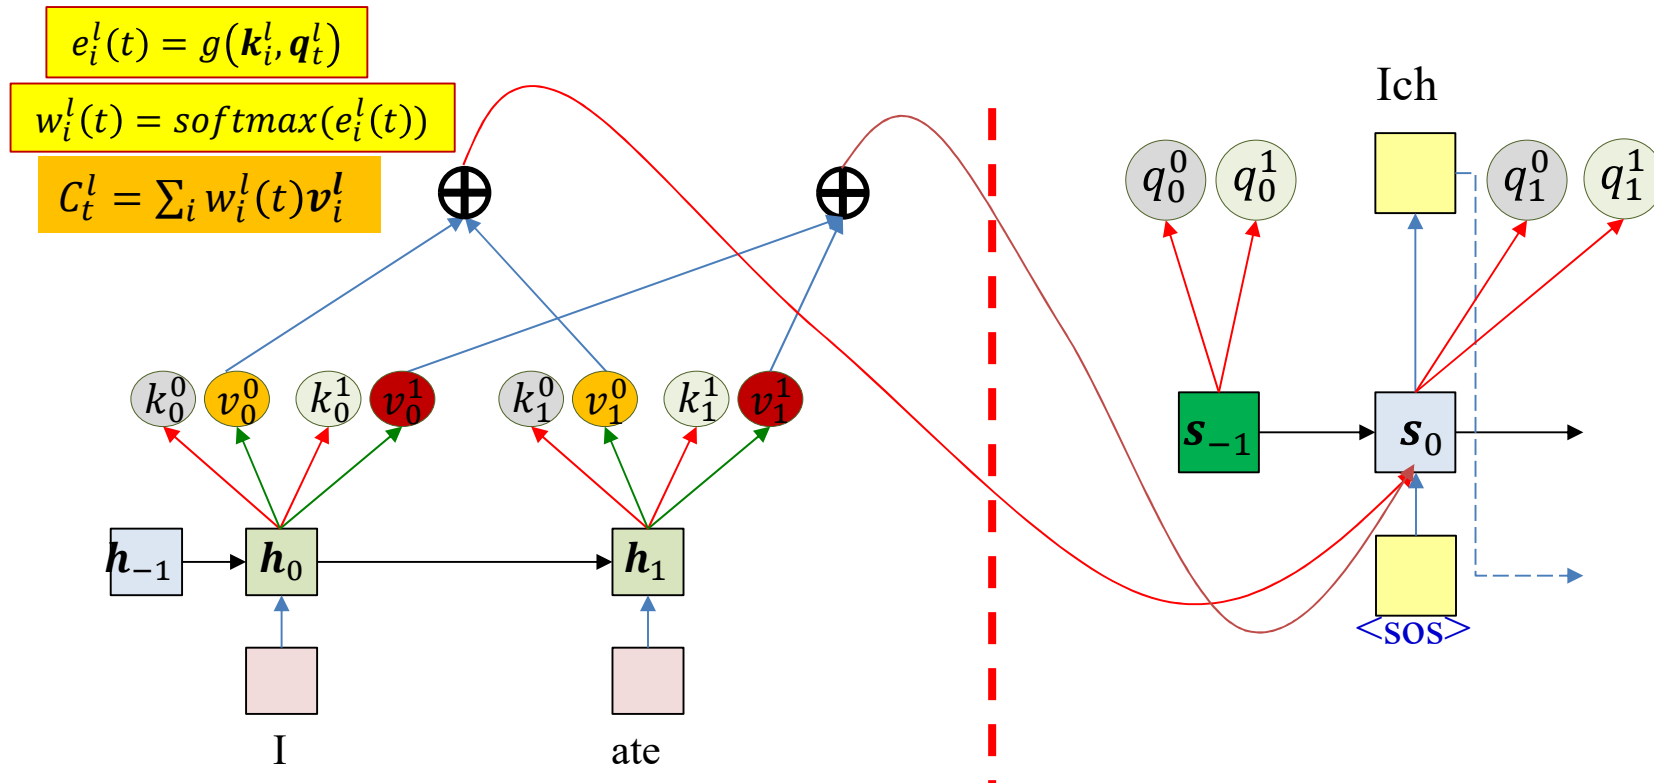 e_i^l(t) = g(k_i^l, q_t^l)
w_i^l(t) = softmax(e_i^l(t))
C_t^l = ∑_i w_i^l(t)v_i^l
Ich
q_0^0 q_0^1 q_1^0 q_1^1
k_0^0 v_0^0 k_0^1 v_0^1 k_1^0 v_1^0 k_1^1 v_1^1
s_{-1} s_0
h_{-1} h_0 h_1
<sos>
I ate